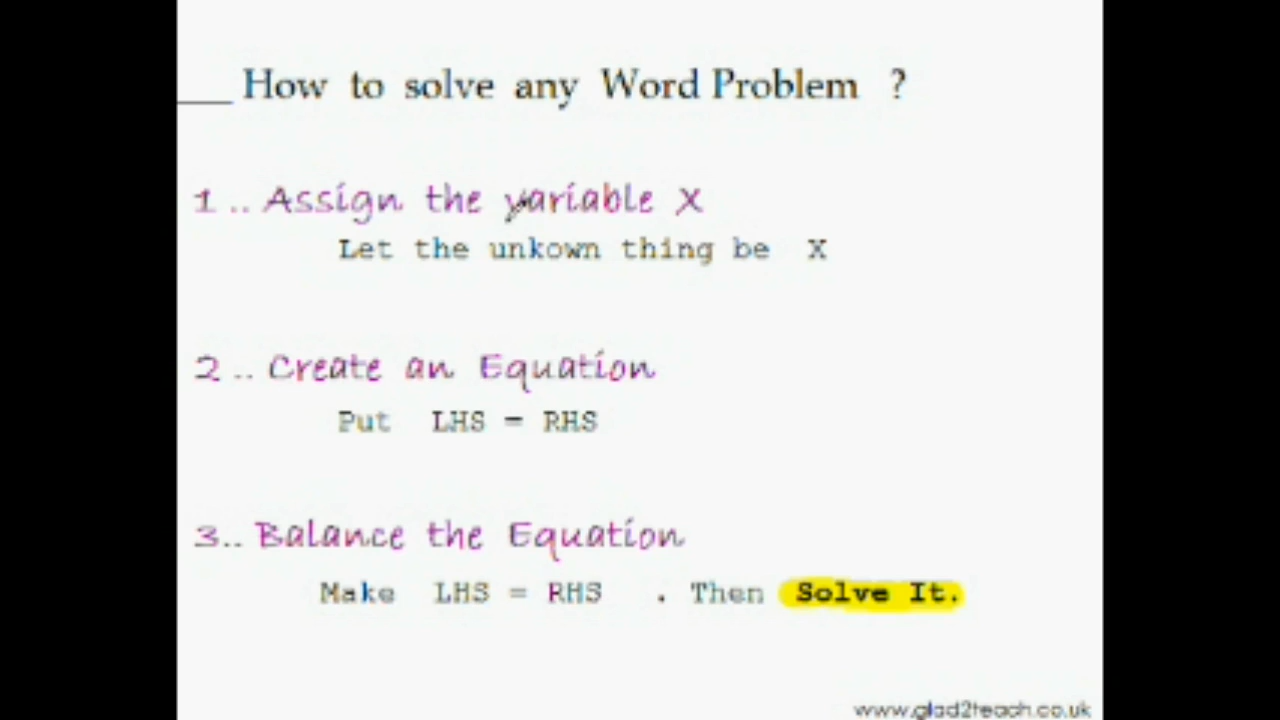 How to solve any Word Problem ?
1 .. Assign the variable X
Let the unkown thing be X
2 .. Create an Equation
Put LHS = RHS
3.. Balance the Equation
Make LHS = RHS . Then Solve It.
www.glad2teach.co.uk